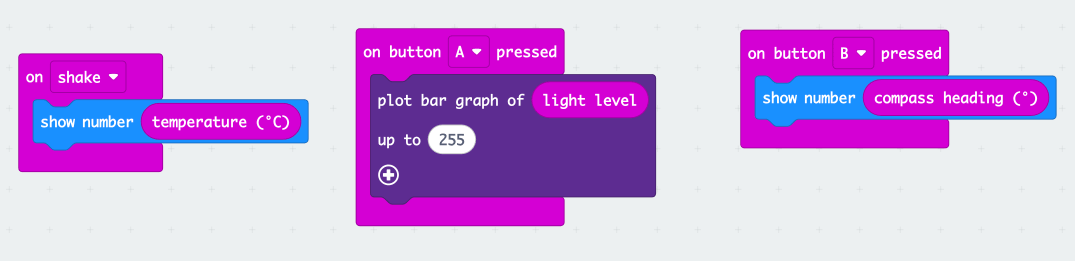 on shake
show number temperature (°C)
on button A pressed
plot bar graph of light level
up to 255
on button B pressed
show number compass heading (°)